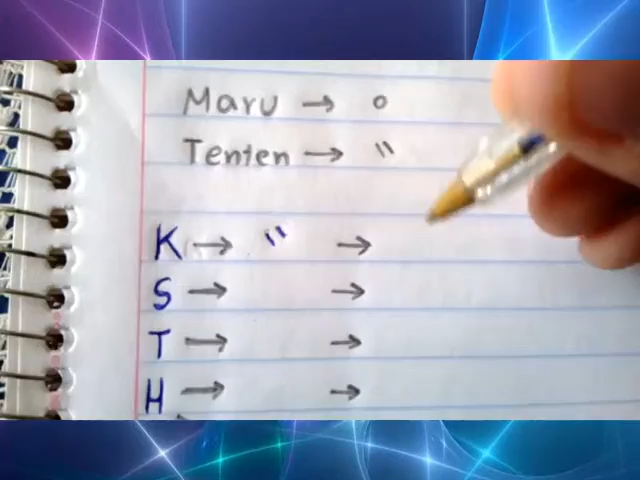 Maru → o
Tenten → "
K → " →
S → →
T → →
H → →